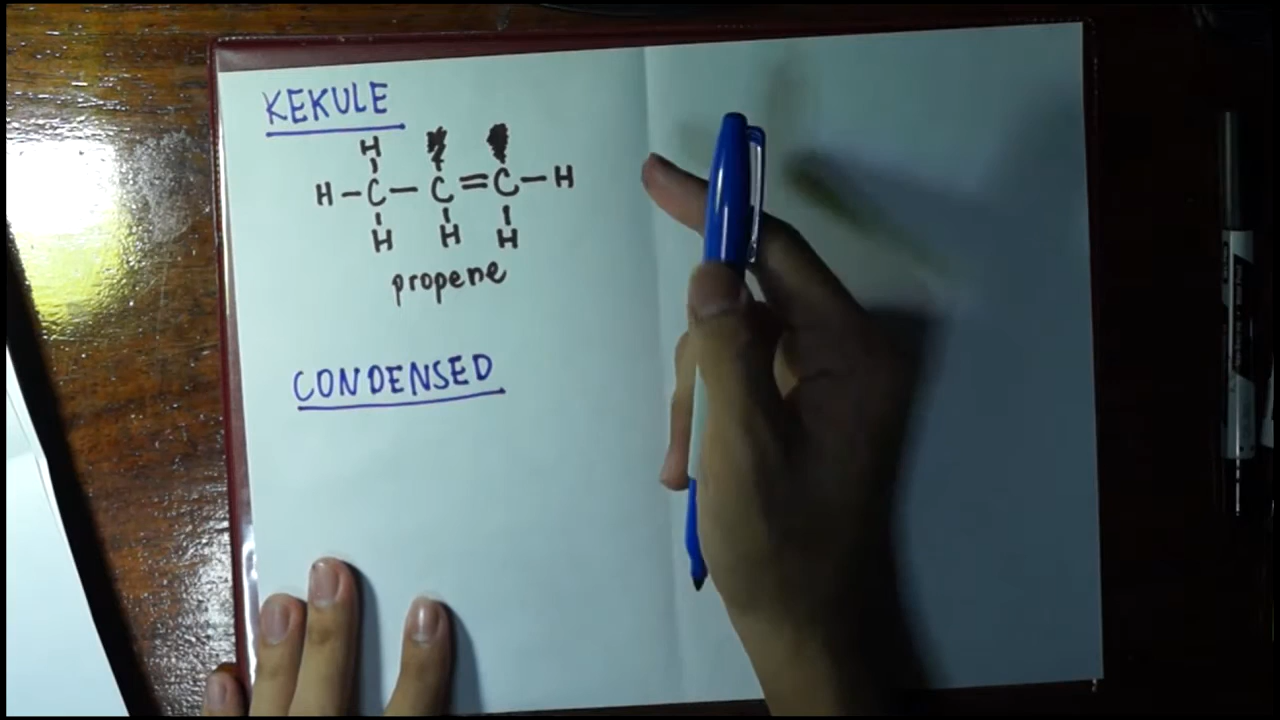 KEKULE
H
H-C-C=C-H
H H H
propene
CONDENSED